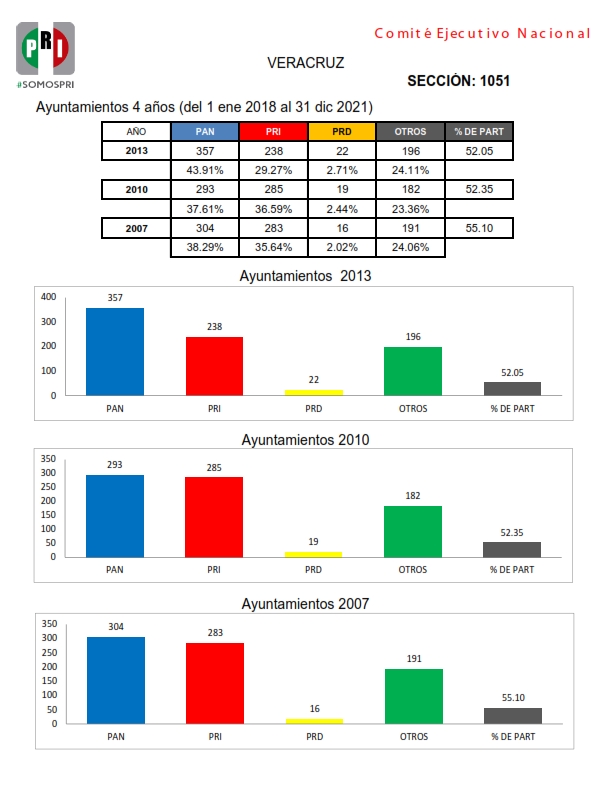 PRI
#SOMOSPRI
Comité Ejecutivo Nacional
VERACRUZ
SECCIÓN: 1051
Ayuntamientos 4 años (del 1 ene 2018 al 31 dic 2021)
AÑO PAN PRI PRD OTROS % DE PART
2013 357 238 22 196 52.05
43.91% 29.27% 2.71% 24.11%
2010 293 285 19 182 52.35
37.61% 36.59% 2.44% 23.36%
2007 304 283 16 191 55.10
38.29% 35.64% 2.02% 24.06%
Ayuntamientos 2013
400
300
200
100
0
357 238 22 196 52.05
PAN PRI PRD OTROS % DE PART
Ayuntamientos 2010
350
300
250
200
150
100
50
0
293 285 19 182 52.35
PAN PRI PRD OTROS % DE PART
Ayuntamientos 2007
350
300
250
200
150
100
50
0
304 283 16 191 55.10
PAN PRI PRD OTROS % DE PART